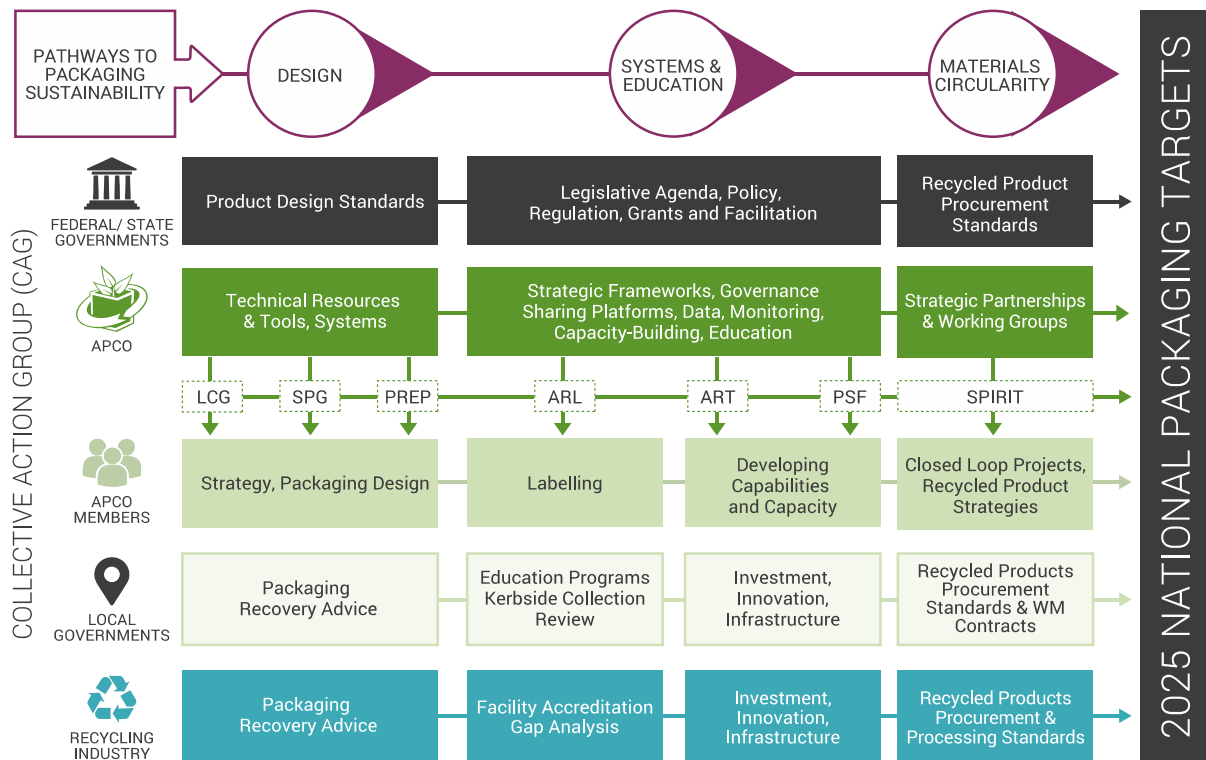 PATHWAYS TO
PACKAGING
SUSTAINABILITY
DESIGN
SYSTEMS &
EDUCATION
MATERIALS
CIRCULARITY
2025 NATIONAL PACKAGING TARGETS
COLLECTIVE ACTION GROUP (CAG)
FEDERAL/ STATE
GOVERNMENTS
Product Design Standards
Legislative Agenda, Policy,
Regulation, Grants and Facilitation
Recycled Product
Procurement
Standards
APCO
Technical Resources
& Tools, Systems
Strategic Frameworks, Governance
Sharing Platforms, Data, Monitoring,
Capacity-Building, Education
Strategic Partnerships
& Working Groups
LCG
SPG
PREP
ARL
ART
PSF
SPIRIT
APCO
MEMBERS
Strategy, Packaging Design
Labelling
Developing
Capabilities
and Capacity
Closed Loop Projects,
Recycled Product
Strategies
LOCAL
GOVERNMENTS
Packaging
Recovery Advice
Education Programs
Kerbside Collection
Review
Investment,
Innovation,
Infrastructure
Recycled Products
Procurement
Standards & WM
Contracts
RECYCLING
INDUSTRY
Packaging
Recovery Advice
Facility Accreditation
Gap Analysis
Investment,
Innovation,
Infrastructure
Recycled Products
Procurement &
Processing Standards